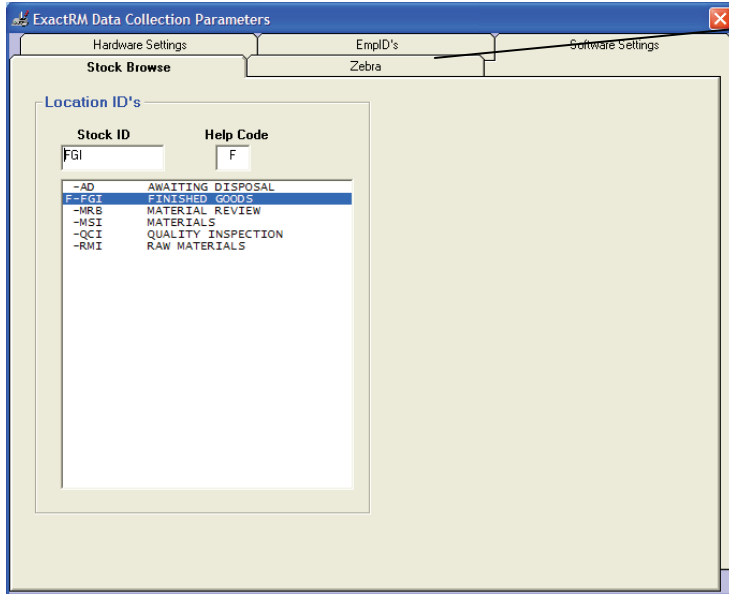 ExactRM Data Collection Parameters
Hardware Settings EmplD's Software Settings
Stock Browse Zebra
Location ID's
Stock ID Help Code
FGI F
-AD AWAITING DISPOSAL
F-FGI FINISHED GOODS
-MRB MATERIAL REVIEW
-MSI MATERIALS
-QCI QUALITY INSPECTION
-RMI RAW MATERIALS